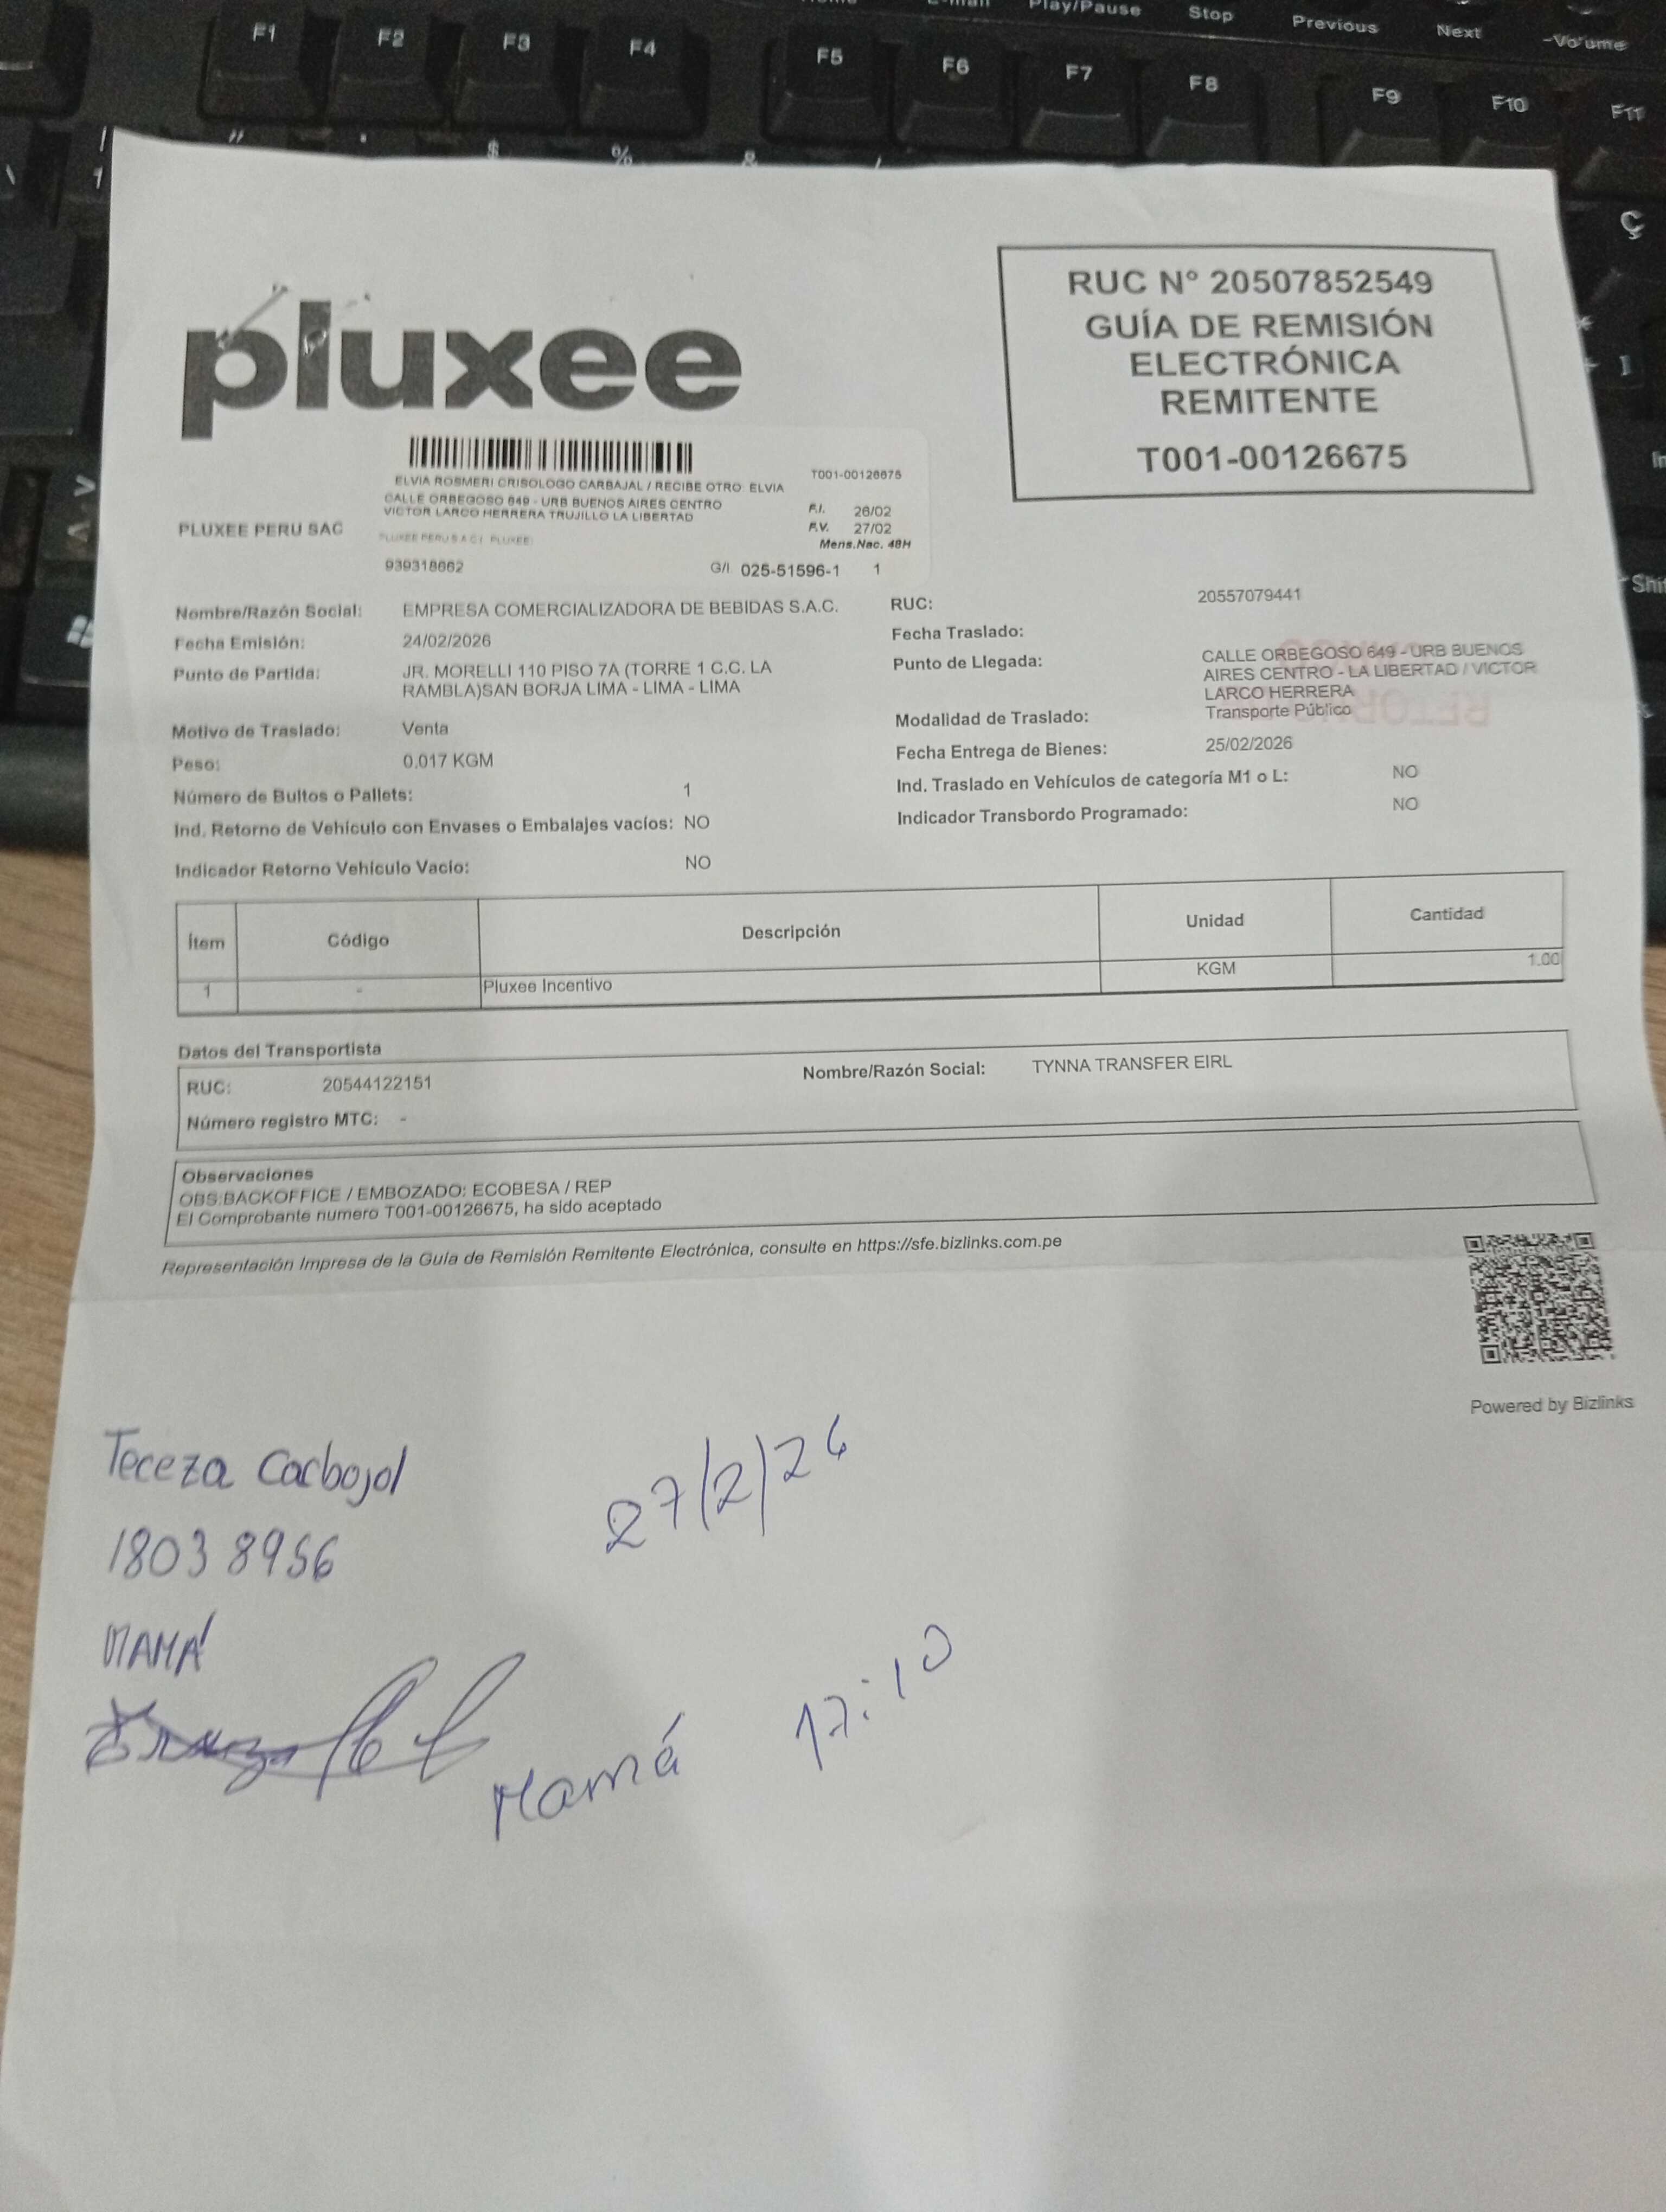 Play/Pause
Stop
Previous
Next
-Volume
F1
F2
F3
F4
F5
F6
F7
F8
F9
F10
F11
pluxee
RUC N° 20507852549
GUÍA DE REMISIÓN
ELECTRÓNICA
REMITENTE
T001-00126675
ELVIA ROSMERI CRISOLOGO CARBAJAL / RECIBE OTRO: ELVIA
T001-00126675
CALLE ORBEGOSO 649 - URB BUENOS AIRES CENTRO
VICTOR LARCO HERRERA TRUJILLO LA LIBERTAD
F.I. 26/02
F.V. 27/02
Mens.Nac. 48H
PLUXEE PERU SAC
PLUXEE PERU S.A.C ( PLUXEE)
939318662
G/I 025-51596-1 1
Nombre/Razón Social: EMPRESA COMERCIALIZADORA DE BEBIDAS S.A.C.
RUC: 20557079441
Fecha Emisión: 24/02/2026
Fecha Traslado:
Punto de Partida: JR. MORELLI 110 PISO 7A (TORRE 1 C.C. LA
RAMBLA)SAN BORJA LIMA - LIMA - LIMA
Punto de Llegada: CALLE ORBEGOSO 649 - URB BUENOS
AIRES CENTRO - LA LIBERTAD / VICTOR
LARCO HERRERA
Motivo de Traslado: Venta
Modalidad de Traslado: Transporte Público
Peso: 0.017 KGM
Fecha Entrega de Bienes: 25/02/2026
Número de Bultos o Pallets: 1
Ind. Traslado en Vehículos de categoría M1 o L: NO
Ind. Retorno de Vehículo con Envases o Embalajes vacíos: NO
Indicador Transbordo Programado: NO
Indicador Retorno Vehículo Vacío: NO
Ítem Código Descripción Unidad Cantidad
1 - Pluxee Incentivo KGM 1.00
Datos del Transportista
RUC: 20544122151
Nombre/Razón Social: TYNNA TRANSFER EIRL
Número registro MTC: -
Observaciones
OBS:BACKOFFICE / EMBOZADO: ECOBESA / REP
El Comprobante numero T001-00126675, ha sido aceptado
Representación Impresa de la Guía de Remisión Remitente Electrónica, consulte en https://sfe.bizlinks.com.pe
Powered by Bizlinks
Tereza Carbajal
27/2/26
1803 8956
MAMÁ
Mamá
17:10